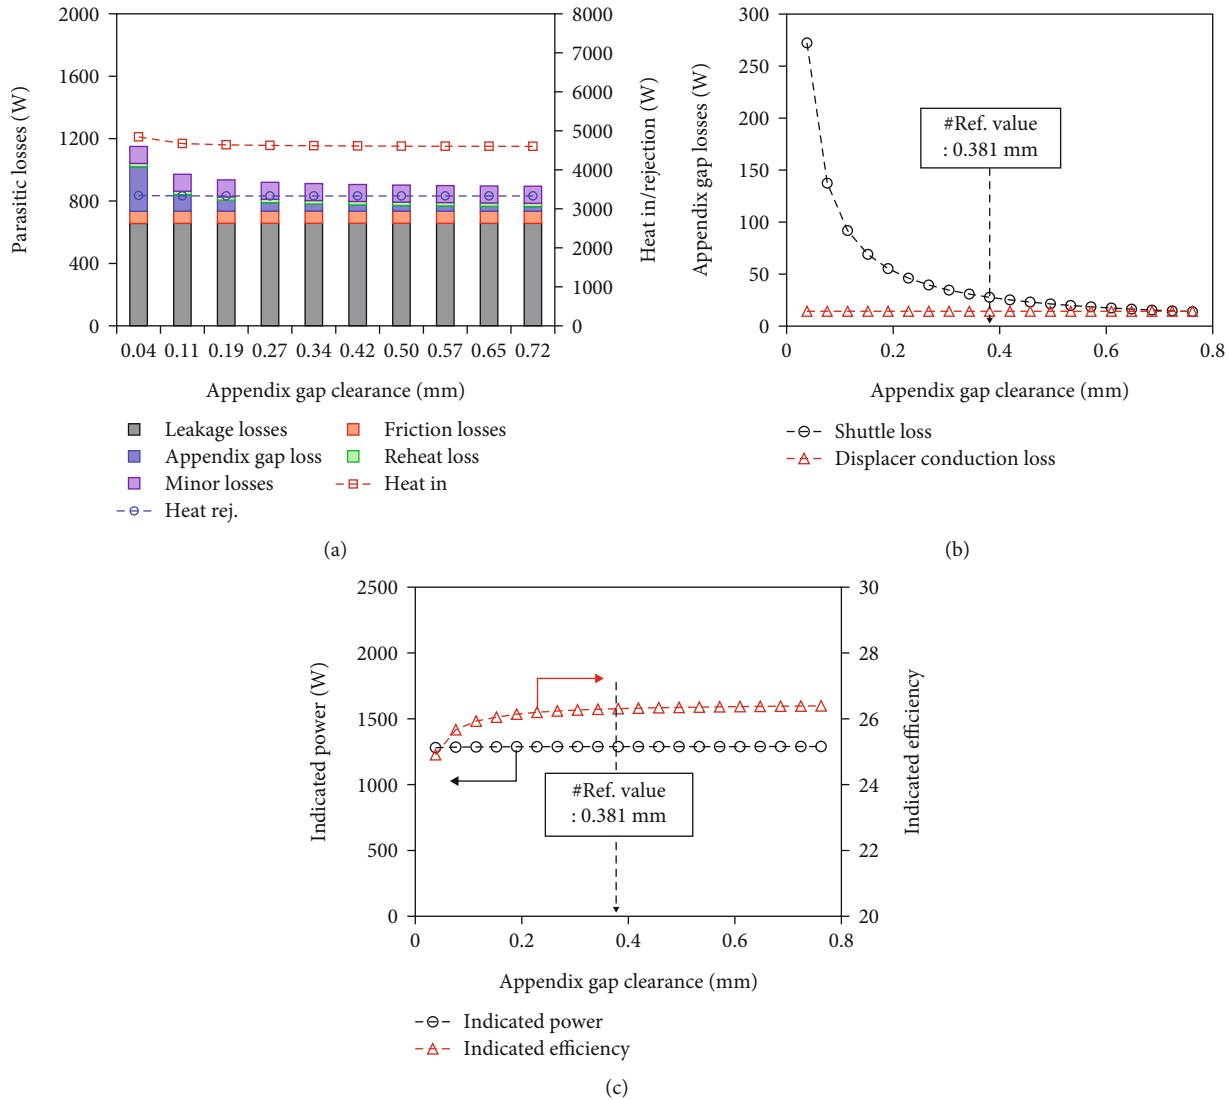 2000
1600
1200
800
400
0
Parasitic losses (W)
8000
7000
6000
5000
4000
3000
2000
1000
0
Heat in/rejection (W)
0.04 0.11 0.19 0.27 0.34 0.42 0.50 0.57 0.65 0.72
Appendix gap clearance (mm)
Leakage losses
Friction losses
Appendix gap loss
Reheat loss
Minor losses
Heat in
Heat rej.
(a)
300
250
200
150
100
50
0
Appendix gap losses (W)
#Ref. value
: 0.381 mm
0 0.2 0.4 0.6 0.8
Appendix gap clearance (mm)
Shuttle loss
Displacer conduction loss
(b)
2500
2000
1500
1000
500
0
Indicated power (W)
30
28
26
24
22
20
Indicated efficiency
#Ref. value
: 0.381 mm
0 0.2 0.4 0.6 0.8
Appendix gap clearance (mm)
Indicated power
Indicated efficiency
(c)